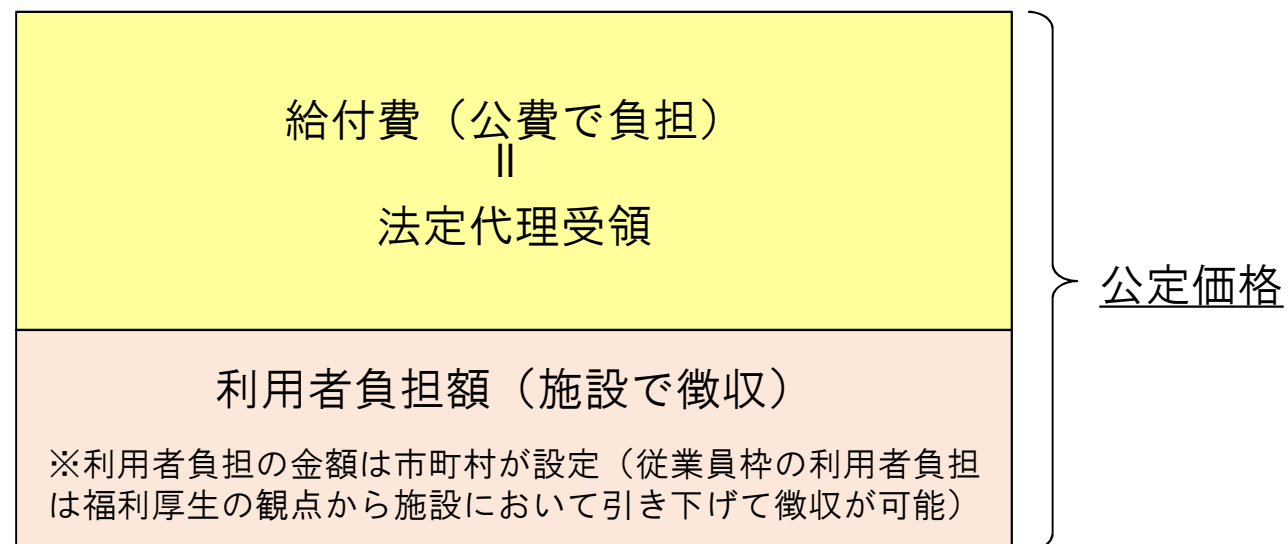 給付費（公費で負担）
＝
法定代理受領
公定価格
利用者負担額（施設で徴収）
※利用者負担の金額は市町村が設定（従業員枠の利用者負担
は福利厚生の観点から施設において引き下げて徴収が可能）